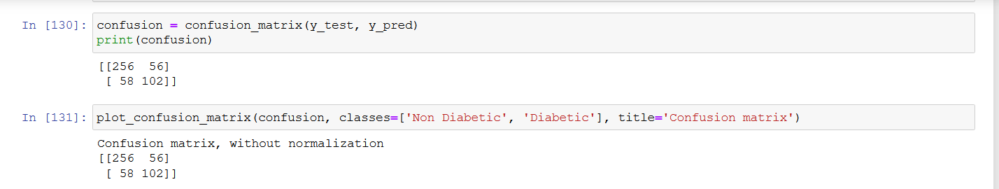 In [130]: confusion = confusion_matrix(y_test, y_pred)
print(confusion)
[[256  56]
 [ 58 102]]
In [131]: plot_confusion_matrix(confusion, classes=['Non Diabetic', 'Diabetic'], title='Confusion matrix')
Confusion matrix, without normalization
[[256  56]
 [ 58 102]]